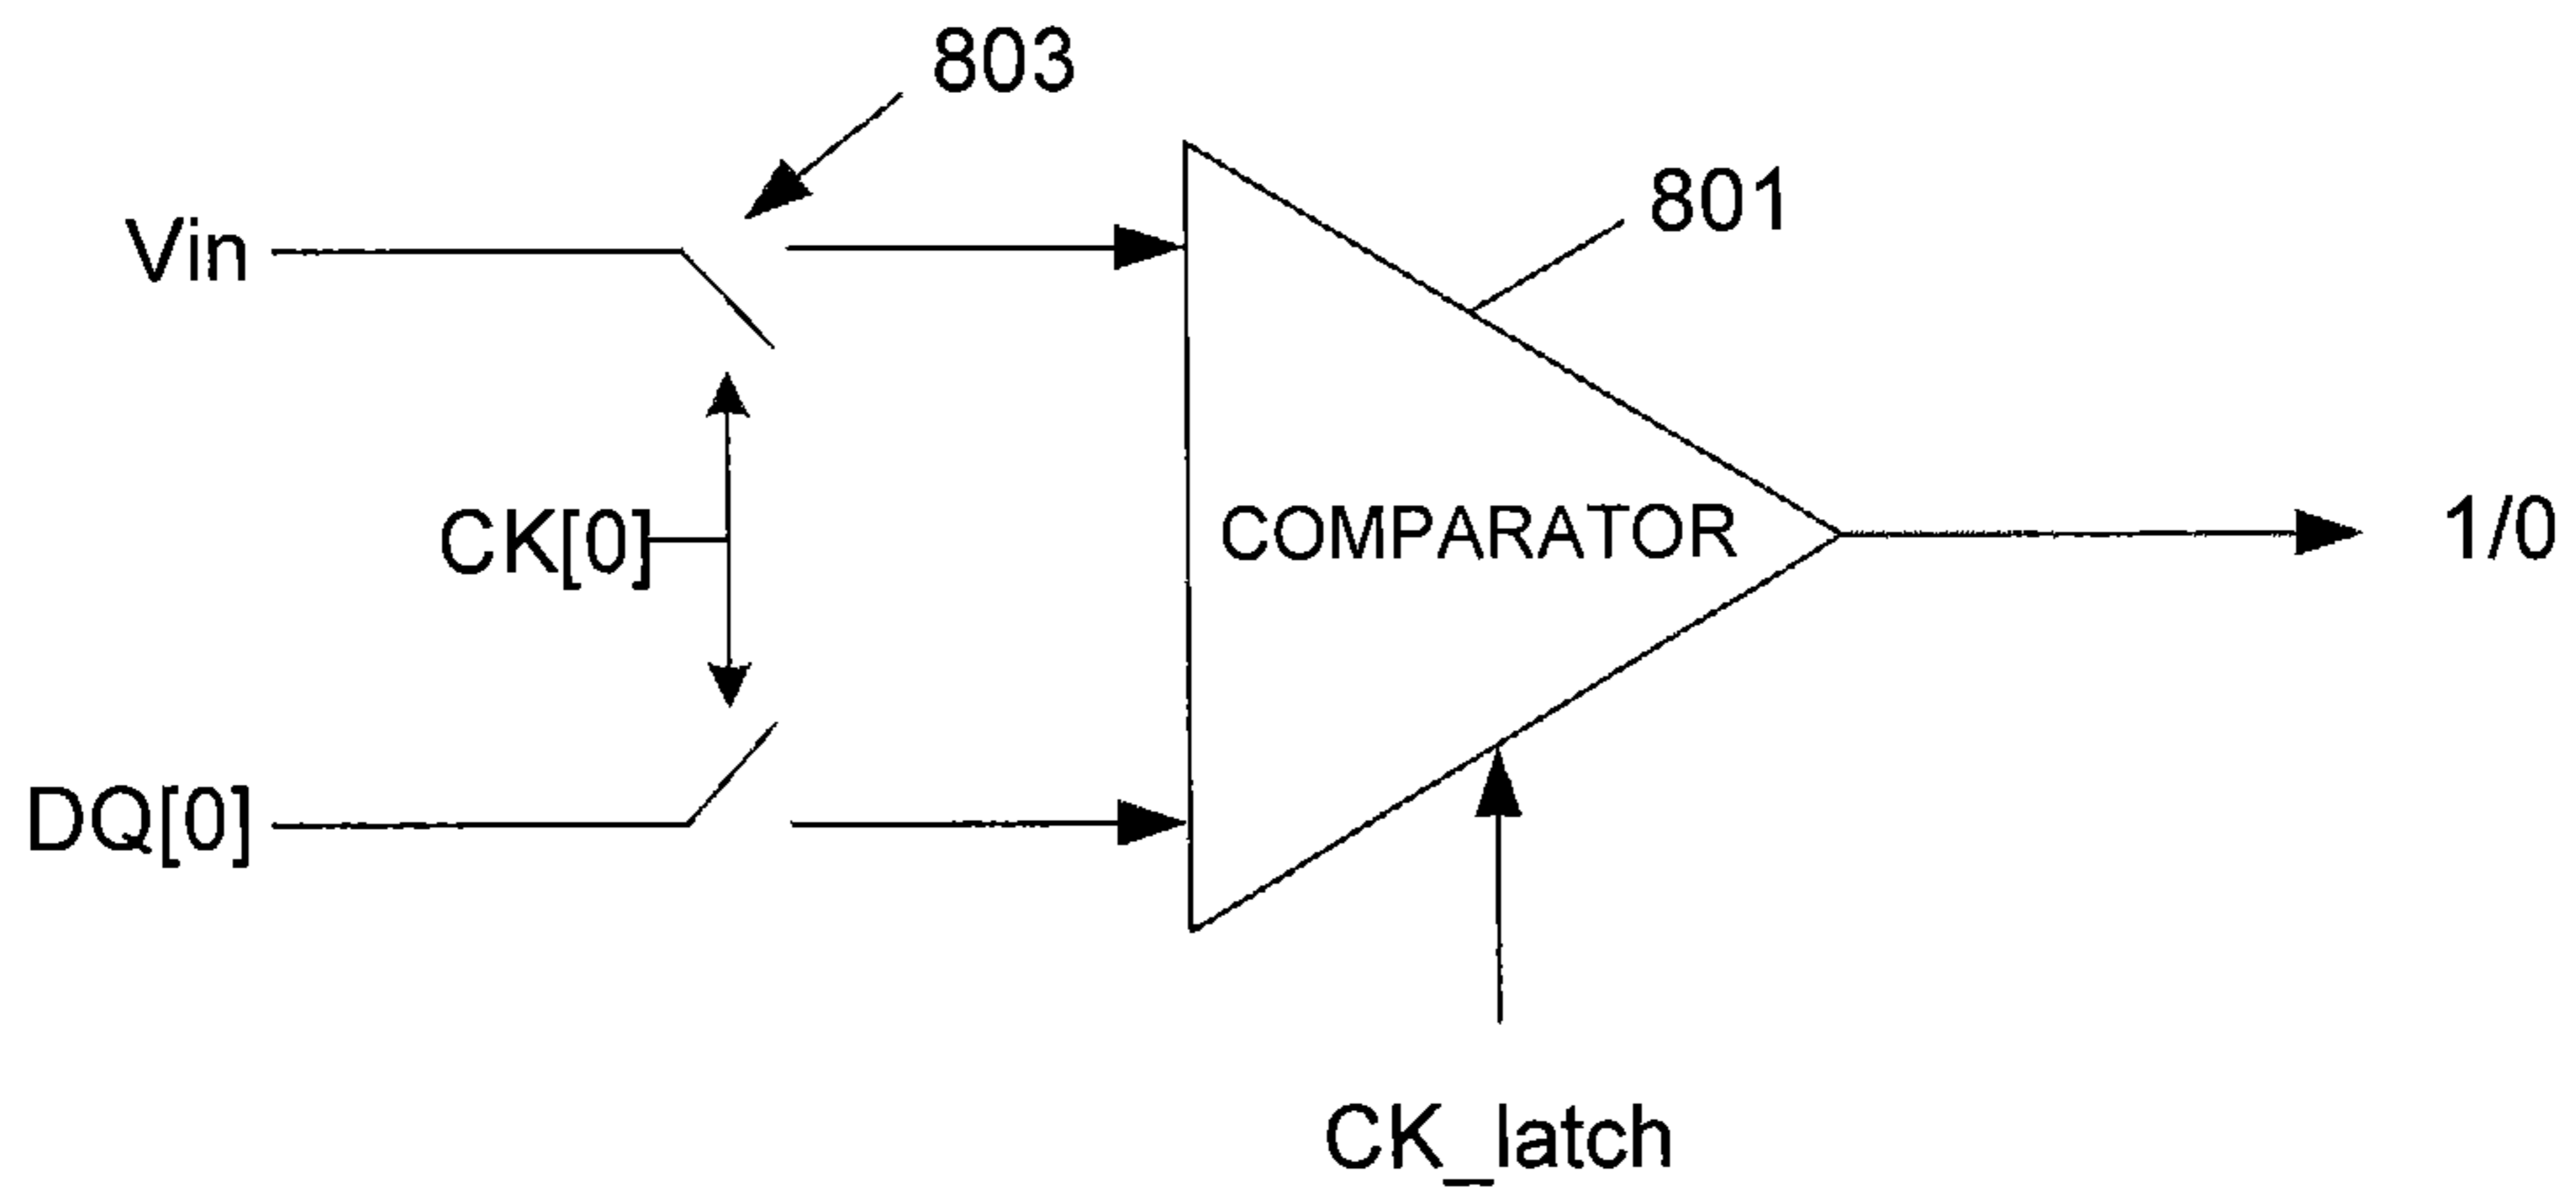 803
801
Vin
CK[0]
COMPARATOR
1/0
DQ[0]
CK_latch